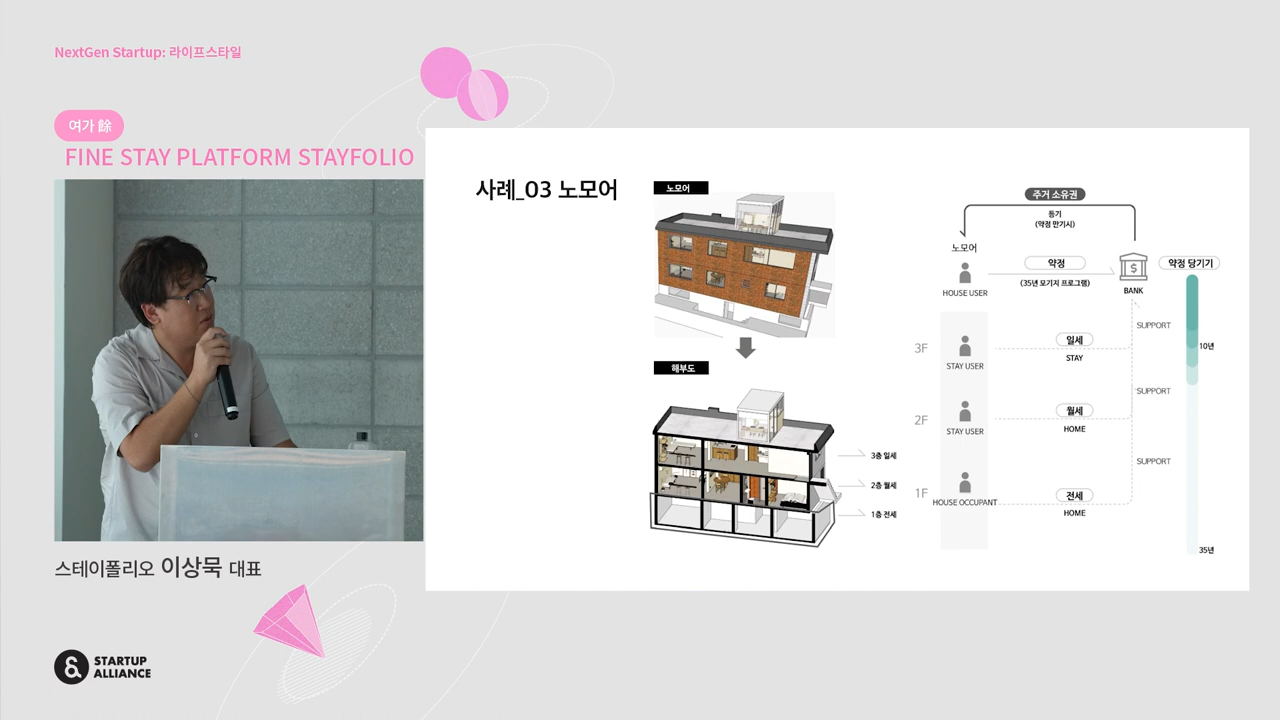 NextGen Startup: 라이프스타일
여가 餘
FINE STAY PLATFORM STAYFOLIO
스테이폴리오 이상묵 대표
STARTUP
ALLIANCE
사례_03 노모어
노모어
해부도
3층 일세
2층 월세
1층 전세
주거 소유권
등기
(약정 만기시)
노모어
HOUSE USER
약정
(35년 모기지 프로그램)
BANK
약정 당기기
SUPPORT
3F
STAY USER
일세
STAY
10년
SUPPORT
2F
STAY USER
월세
HOME
SUPPORT
1F
HOUSE OCCUPANT
전세
HOME
35년